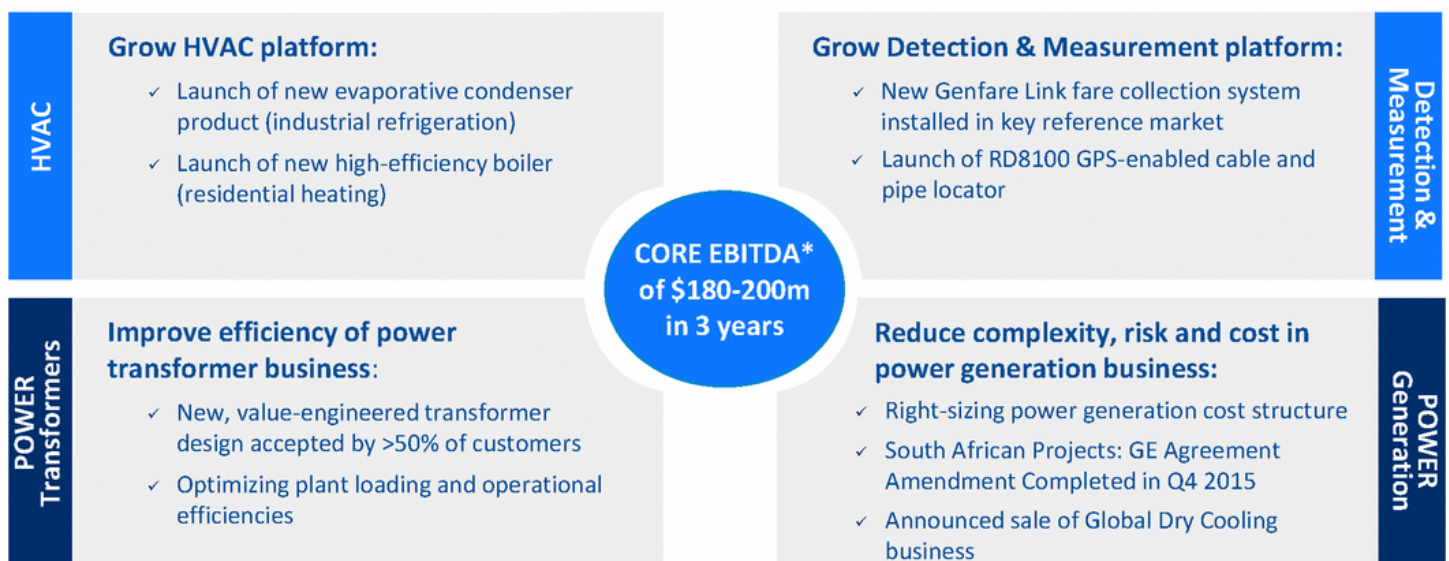 HVAC
Grow HVAC platform:
✓ Launch of new evaporative condenser
product (industrial refrigeration)
✓ Launch of new high-efficiency boiler
(residential heating)
Grow Detection & Measurement platform:
✓ New Genfare Link fare collection system
installed in key reference market
✓ Launch of RD8100 GPS-enabled cable and
pipe locator
Detection &
Measurement
CORE EBITDA*
of $180-200m
in 3 years
POWER
Transformers
Improve efficiency of power
transformer business:
✓ New, value-engineered transformer
design accepted by >50% of customers
✓ Optimizing plant loading and operational
efficiencies
Reduce complexity, risk and cost in
power generation business:
✓ Right-sizing power generation cost structure
✓ South African Projects: GE Agreement
Amendment Completed in Q4 2015
✓ Announced sale of Global Dry Cooling
business
POWER
Generation